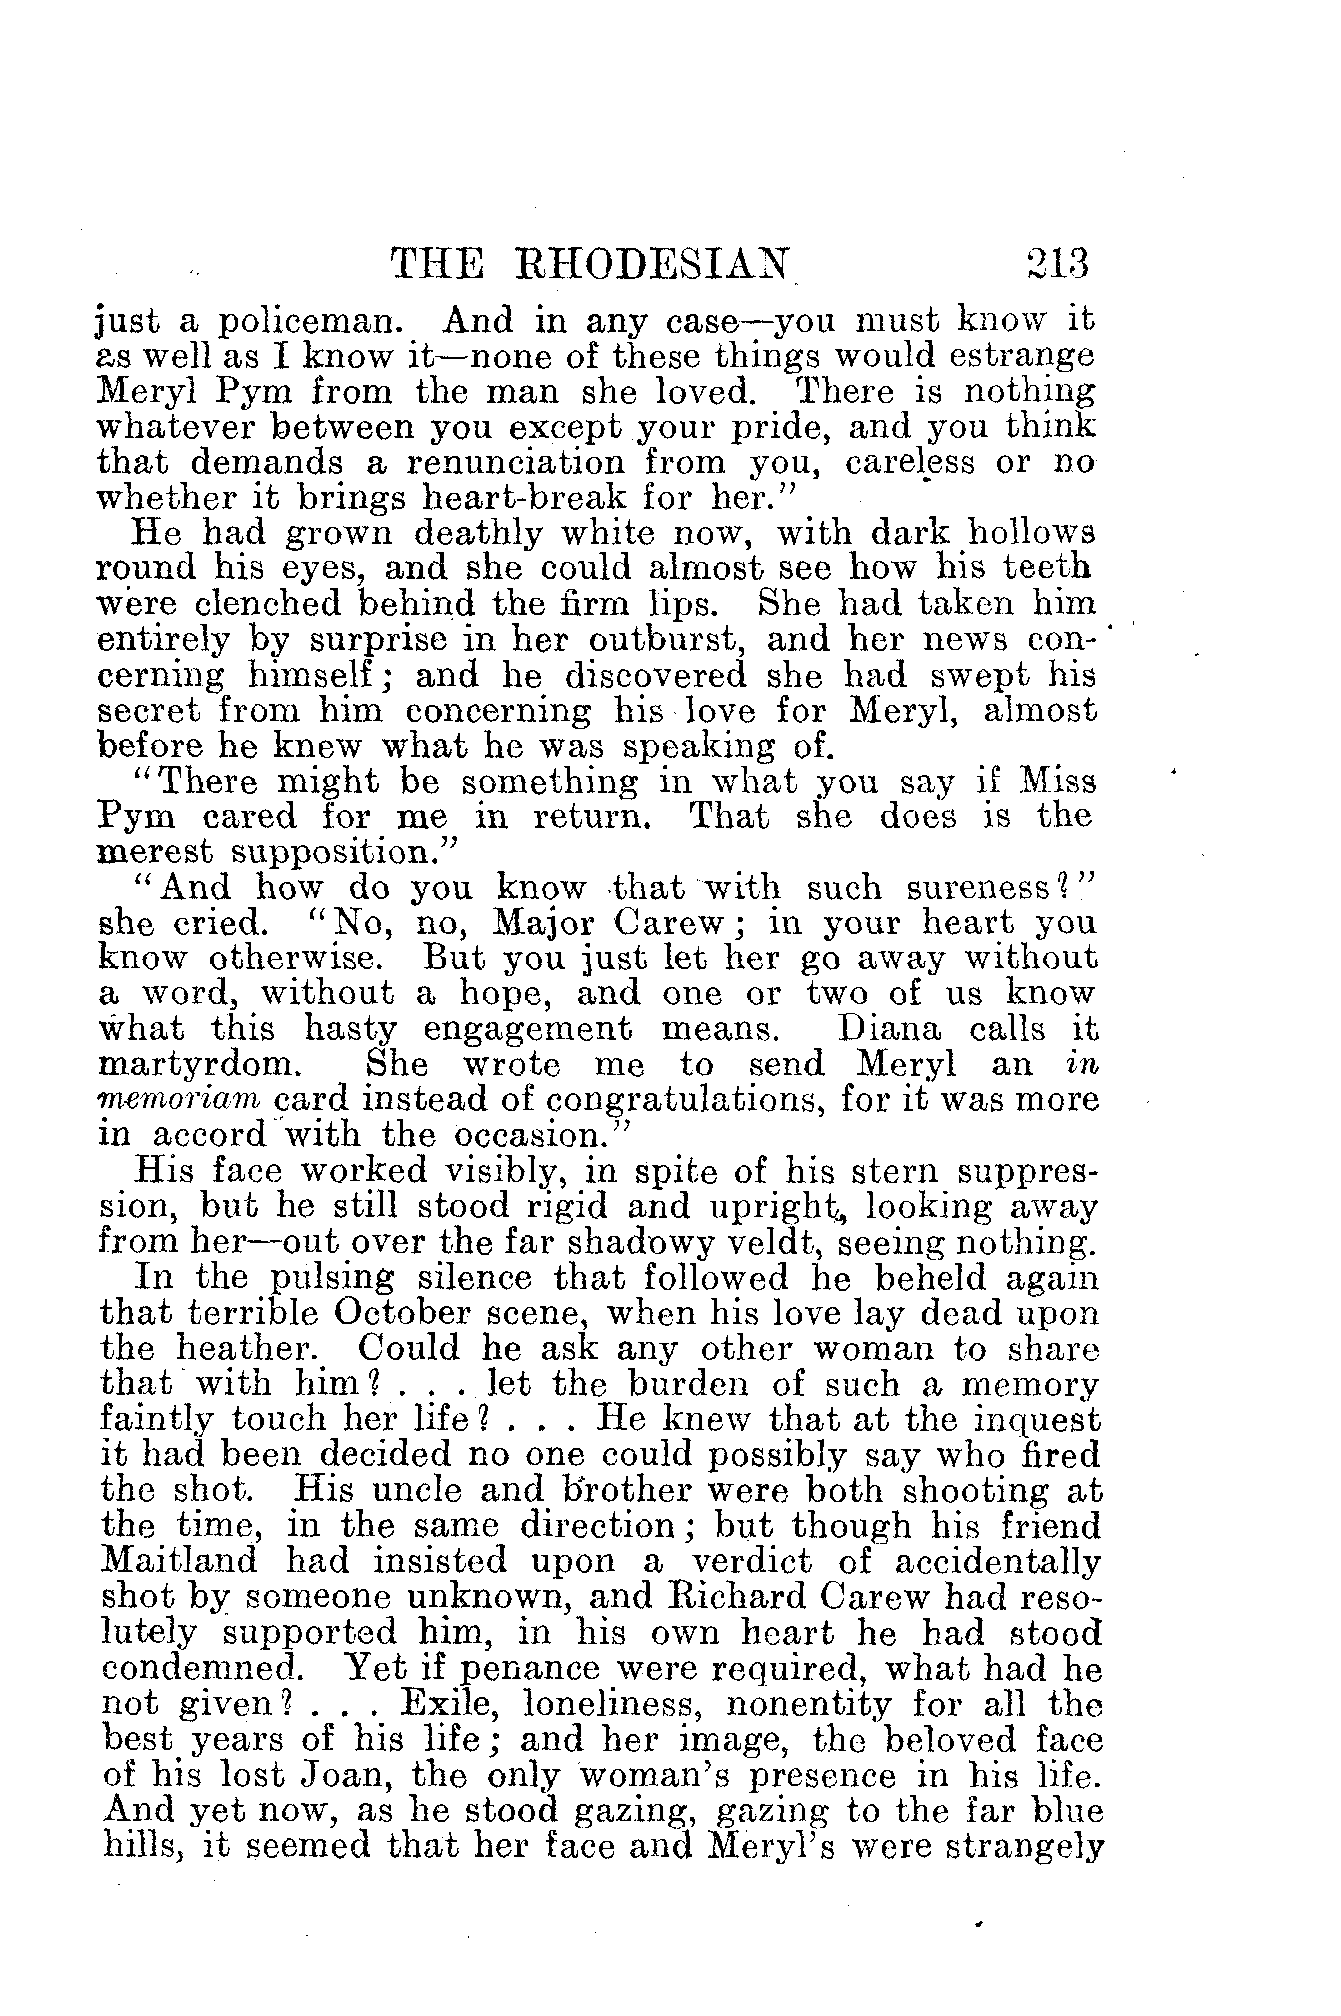 THE RHODESIAN 213
just a policeman. And in any case—you must know it
as well as I know it—none of these things would estrange
Meryl Pym from the man she loved. There is nothing
whatever between you except your pride, and you think
that demands a renunciation from you, careless or no
whether it brings heart-break for her.”
He had grown deathly white now, with dark hollows
round his eyes, and she could almost see how his teeth
were clenched behind the firm lips. She had taken him
entirely by surprise in her outburst, and her news con-
cerning himself; and he discovered she had swept his
secret from him concerning his love for Meryl, almost
before he knew what he was speaking of.
“There might be something in what you say if Miss
Pym cared for me in return. That she does is the
merest supposition.”
“And how do you know that with such sureness?”
she cried. “No, no, Major Carew; in your heart you
know otherwise. But you just let her go away without
a word, without a hope, and one or two of us know
what this hasty engagement means. Diana calls it
martyrdom. She wrote me to send Meryl an in
memoriam card instead of congratulations, for it was more
in accord with the occasion.”
His face worked visibly, in spite of his stern suppres-
sion, but he still stood rigid and upright, looking away
from her—out over the far shadowy veldt, seeing nothing.
In the pulsing silence that followed he beheld again
that terrible October scene, when his love lay dead upon
the heather. Could he ask any other woman to share
that with him? . . . let the burden of such a memory
faintly touch her life? . . . He knew that at the inquest
it had been decided no one could possibly say who fired
the shot. His uncle and brother were both shooting at
the time, in the same direction; but though his friend
Maitland had insisted upon a verdict of accidentally
shot by someone unknown, and Richard Carew had reso-
lutely supported him, in his own heart he had stood
condemned. Yet if penance were required, what had he
not given? . . . Exile, loneliness, nonentity for all the
best years of his life; and her image, the beloved face
of his lost Joan, the only woman’s presence in his life.
And yet now, as he stood gazing, gazing to the far blue
hills, it seemed that her face and Meryl’s were strangely